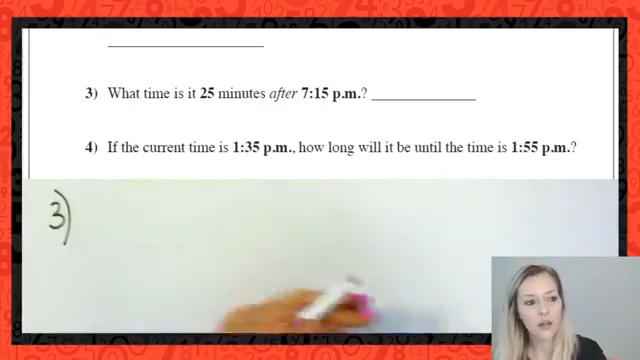 3) What time is it 25 minutes after 7:15 p.m.? ______________
4) If the current time is 1:35 p.m., how long will it be until the time is 1:55 p.m.?
3)